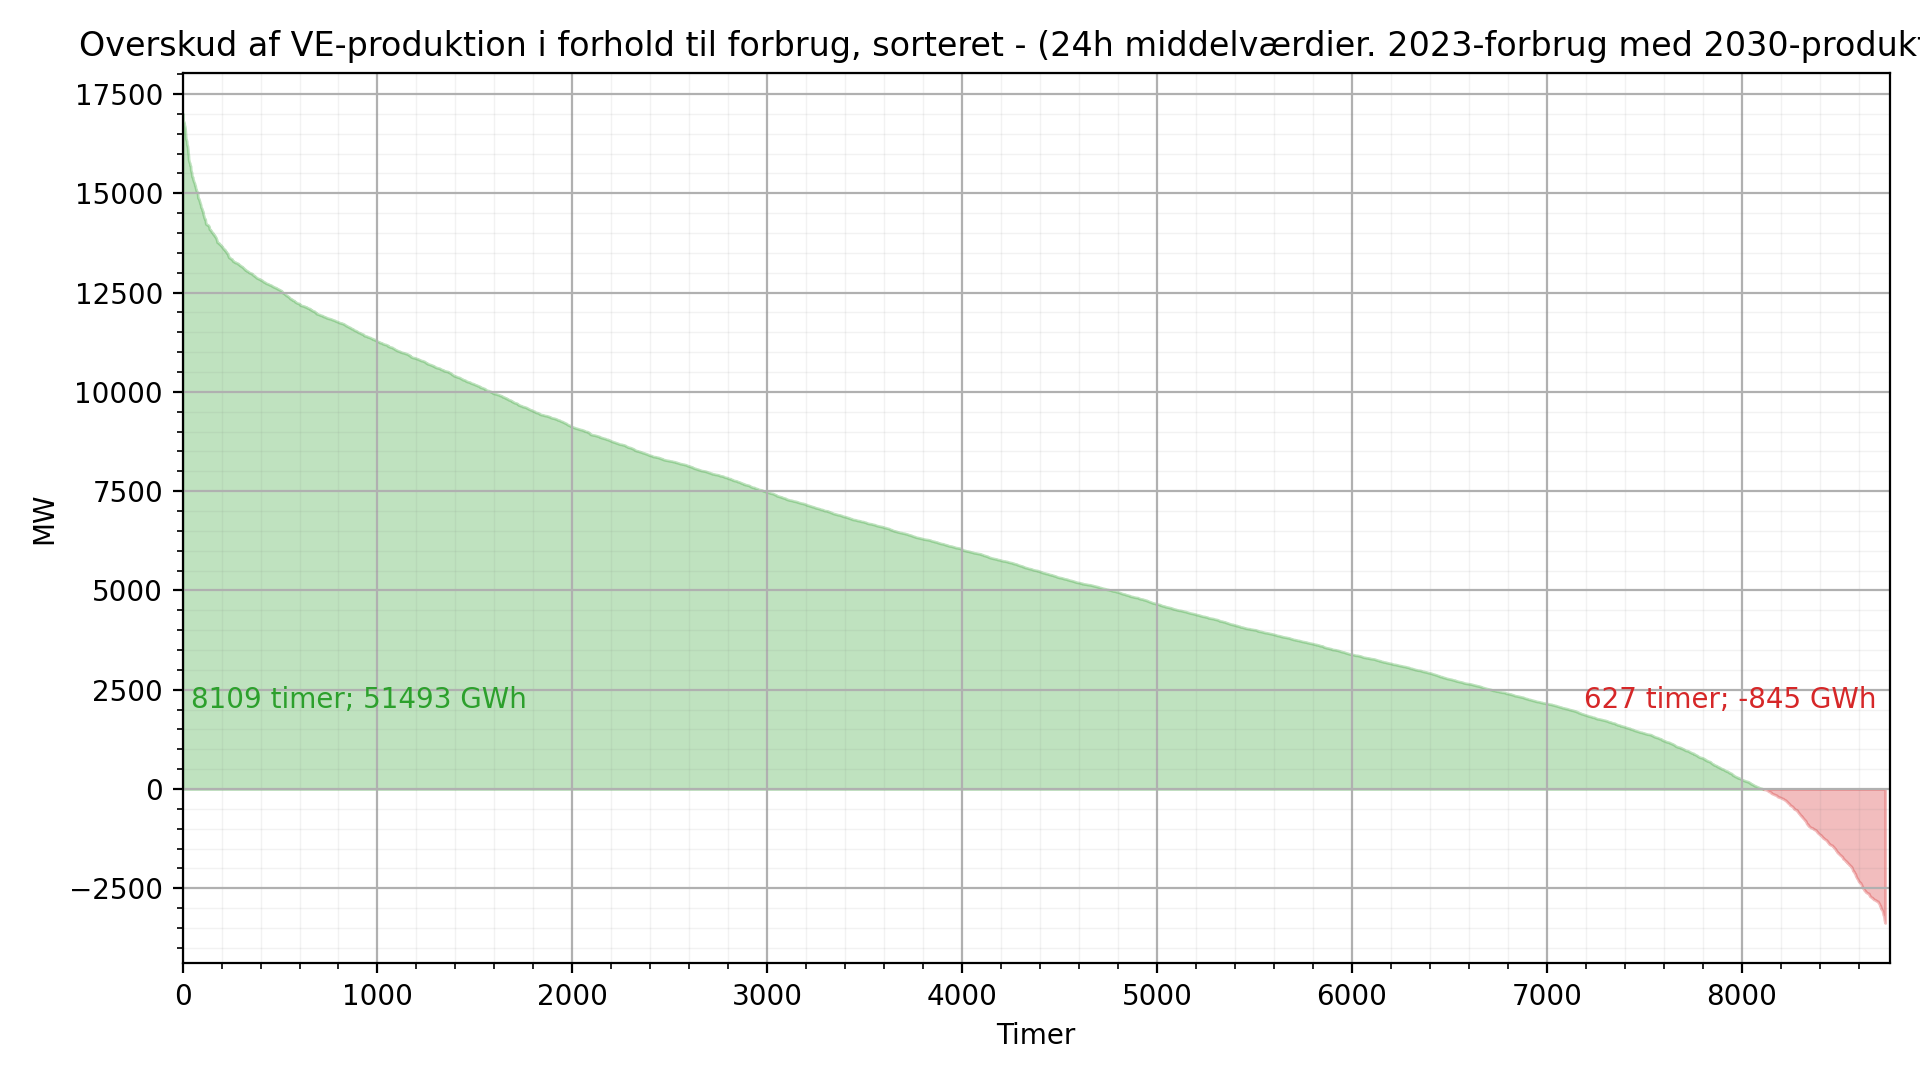 Overskud af VE-produktion i forhold til forbrug, sorteret - (24h middelværdier. 2023-forbrug med 2030-produkt
17500
15000
12500
10000
7500
5000
2500
0
−2500
MW
8109 timer; 51493 GWh
627 timer; -845 GWh
0 1000 2000 3000 4000 5000 6000 7000 8000
Timer